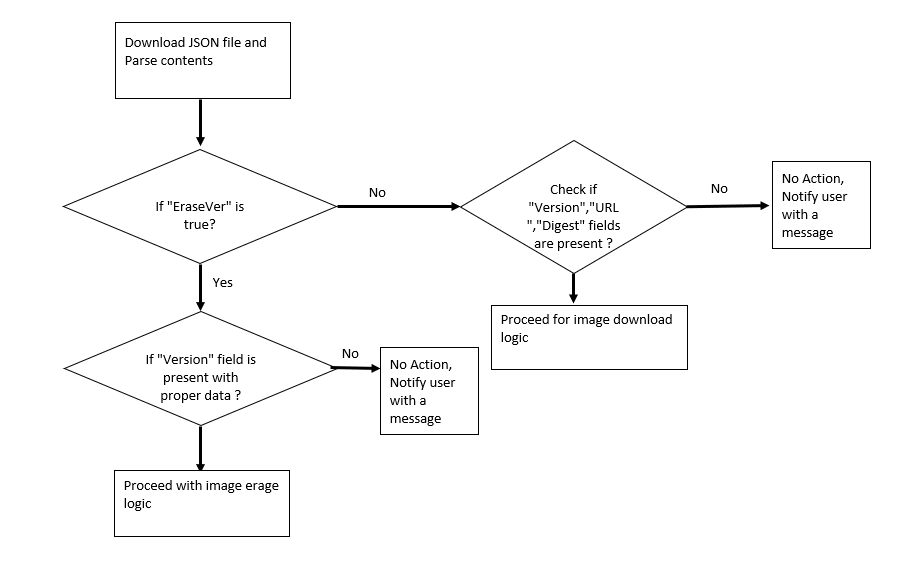 Download JSON file and
Parse contents
If "EraseVer" is
true?
No
Check if
"Version","URL
","Digest" fields
are present ?
No
No Action,
Notify user
with a
message
Yes
Proceed for image download
logic
If "Version" field is
present with
proper data ?
No
No Action,
Notify user
with a
message
Proceed with image erage
logic